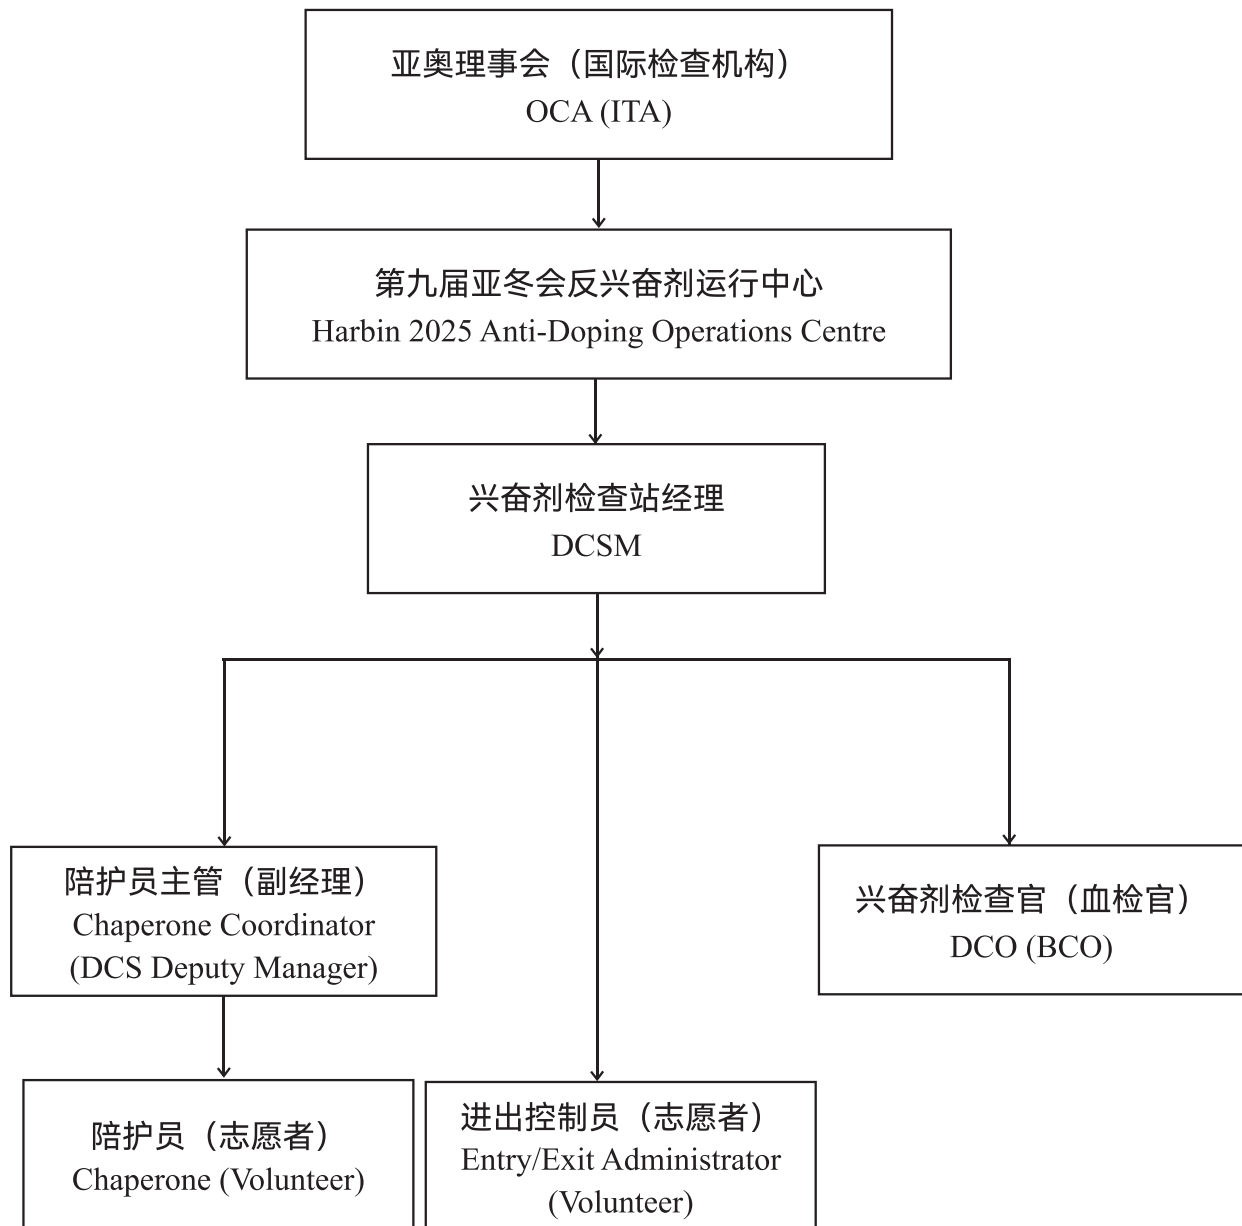 亚奥理事会（国际检查机构）
OCA (ITA)
第九届亚冬会反兴奋剂运行中心
Harbin 2025 Anti-Doping Operations Centre
兴奋剂检查站经理
DCSM
陪护员主管（副经理）
Chaperone Coordinator
(DCS Deputy Manager)
兴奋剂检查官（血检官）
DCO (BCO)
陪护员（志愿者）
Chaperone (Volunteer)
进出控制员（志愿者）
Entry/Exit Administrator
(Volunteer)